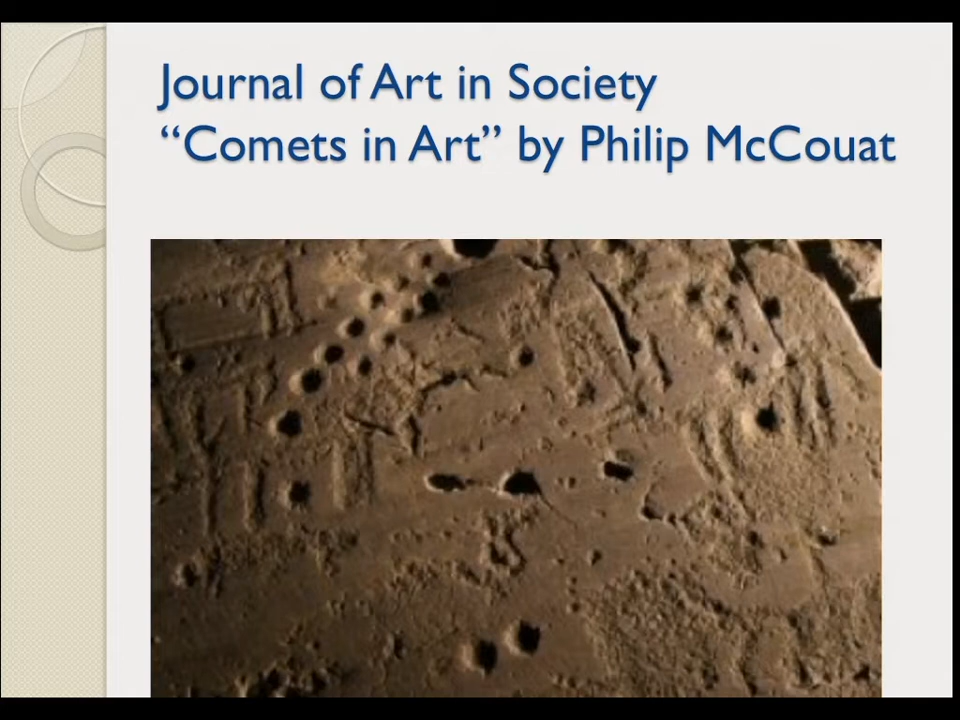 Journal of Art in Society
“Comets in Art” by Philip McCouat